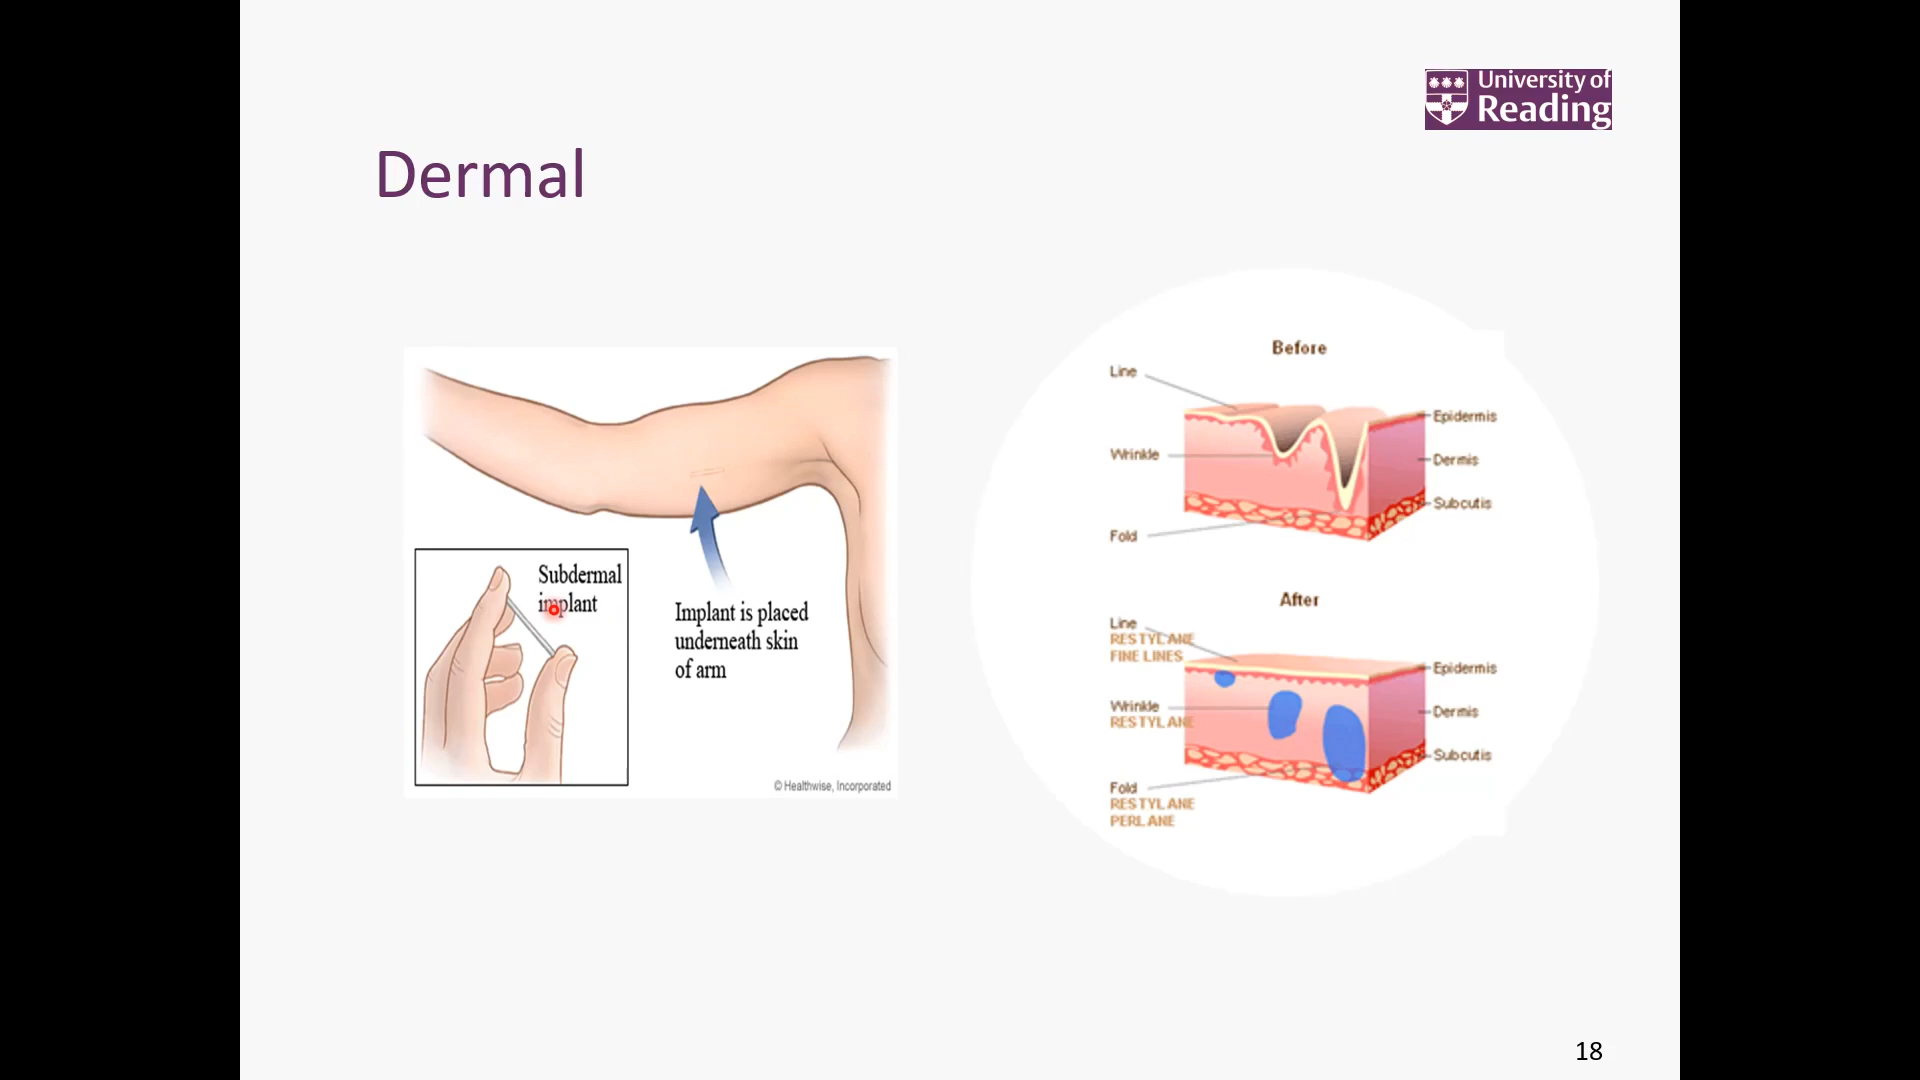 University of
Reading
Dermal
Subdermal
implant
Implant is placed
underneath skin
of arm
© Healthwise, Incorporated
Before
Line
Wrinkle
Fold
Epidermis
Dermis
Subcutis
After
Line
RESTYLANE
FINE LINES
Wrinkle
RESTYLANE
Fold
RESTYLANE
PERLANE
Epidermis
Dermis
Subcutis
18